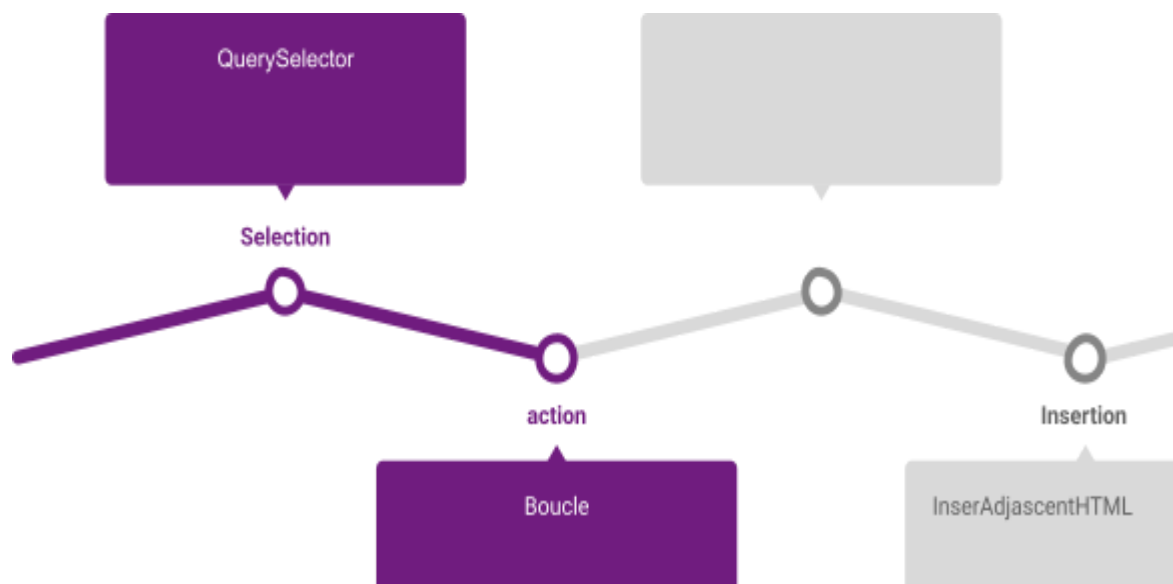 QuerySelector
Selection
action
Boucle
Insertion
InserAdjascentHTML